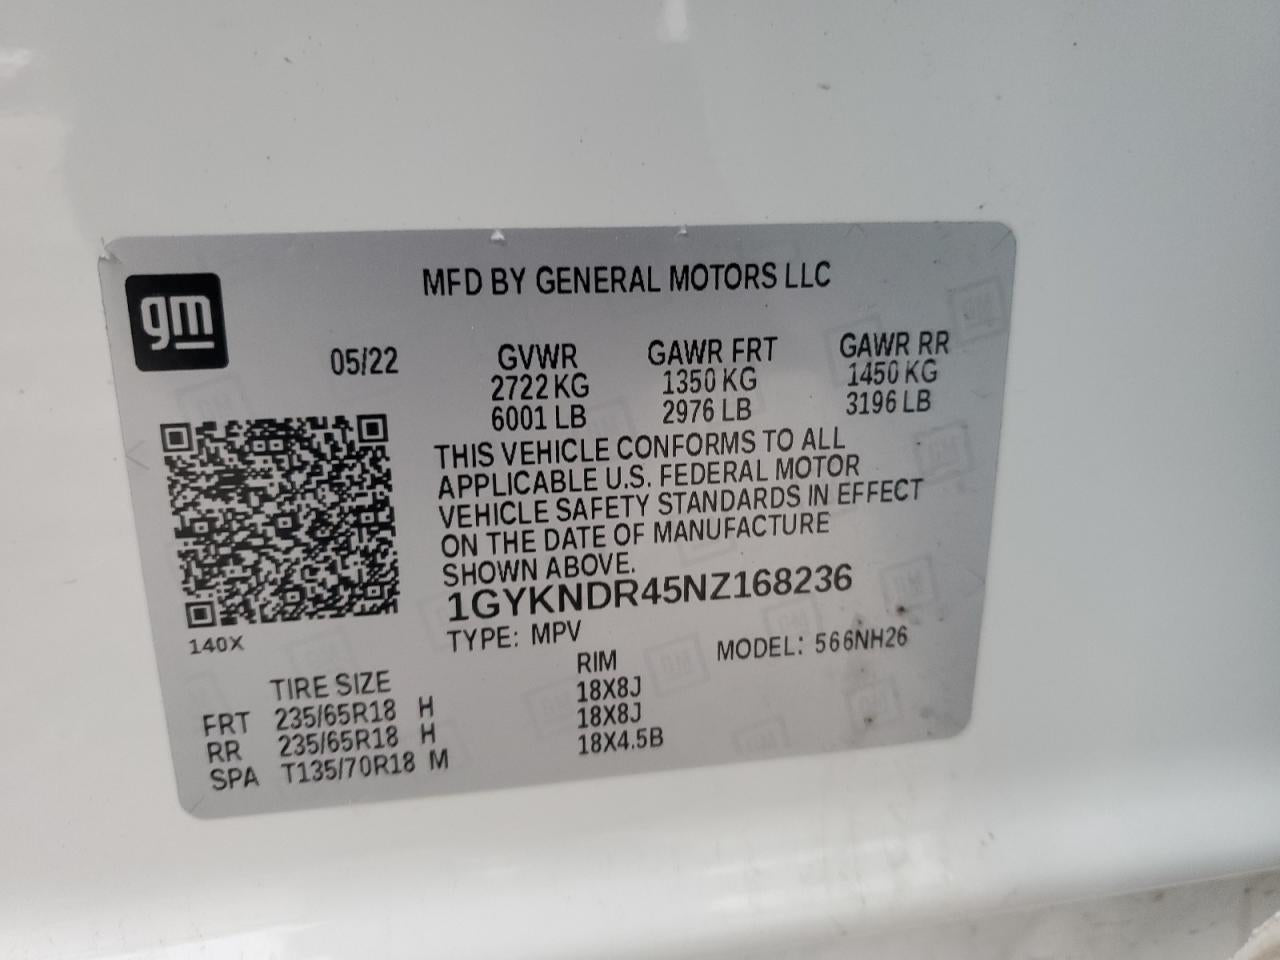 gm
MFD BY GENERAL MOTORS LLC
05/22 GVWR GAWR FRT GAWR RR
2722 KG 1350 KG 1450 KG
6001 LB 2976 LB 3196 LB
THIS VEHICLE CONFORMS TO ALL
APPLICABLE U.S. FEDERAL MOTOR
VEHICLE SAFETY STANDARDS IN EFFECT
ON THE DATE OF MANUFACTURE
SHOWN ABOVE.
1GYKNDR45NZ168236
140X
TYPE: MPV MODEL: 566NH26
TIRE SIZE RIM
FRT 235/65R18 H 18X8J
RR 235/65R18 H 18X8J
SPA T135/70R18 M 18X4.5B